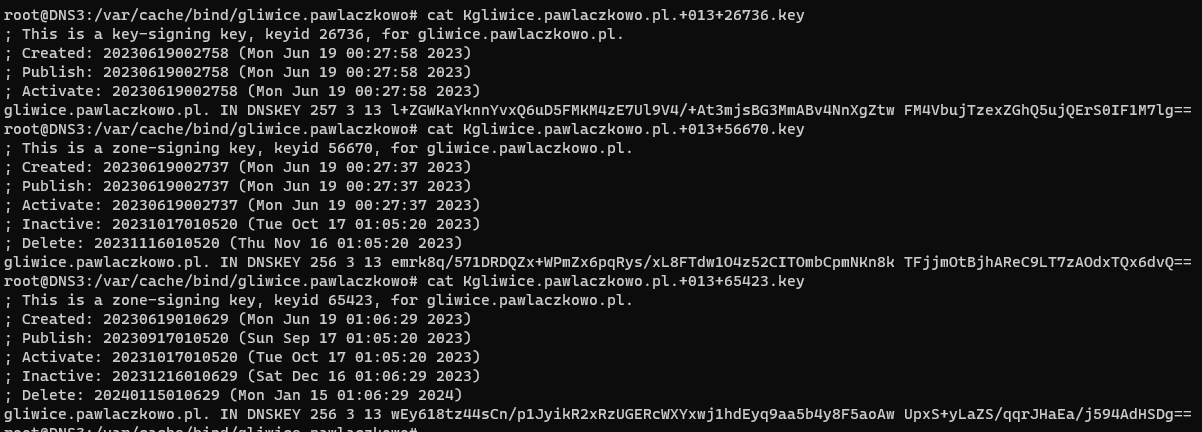 root@DNS3:/var/cache/bind/gliwice.pawlaczkowo# cat Kgliwice.pawlaczkowo.pl.+013+26736.key
; This is a key-signing key, keyid 26736, for gliwice.pawlaczkowo.pl.
; Created: 20230619002758 (Mon Jun 19 00:27:58 2023)
; Publish: 20230619002758 (Mon Jun 19 00:27:58 2023)
; Activate: 20230619002758 (Mon Jun 19 00:27:58 2023)
gliwice.pawlaczkowo.pl. IN DNSKEY 257 3 13 l+ZGWKaYknnYvxQ6uD5FMKM4zE7Ul9V4/+At3mjsBG3MmABv4NnXgZtw FM4VbujTzexZGhQ5ujQErS0IF1M7lg==
root@DNS3:/var/cache/bind/gliwice.pawlaczkowo# cat Kgliwice.pawlaczkowo.pl.+013+56670.key
; This is a zone-signing key, keyid 56670, for gliwice.pawlaczkowo.pl.
; Created: 20230619002737 (Mon Jun 19 00:27:37 2023)
; Publish: 20230619002737 (Mon Jun 19 00:27:37 2023)
; Activate: 20230619002737 (Mon Jun 19 00:27:37 2023)
; Inactive: 20231017010520 (Tue Oct 17 01:05:20 2023)
; Delete: 20231116010520 (Thu Nov 16 01:05:20 2023)
gliwice.pawlaczkowo.pl. IN DNSKEY 256 3 13 emrk8q/571DRDQZx+WPmZx6pqRys/xL8FTdw1O4z52CITOmbCpmNKn8k TFjjmOtBjhAReC9LT7zAOdxTQx6dvQ==
root@DNS3:/var/cache/bind/gliwice.pawlaczkowo# cat Kgliwice.pawlaczkowo.pl.+013+65423.key
; This is a zone-signing key, keyid 65423, for gliwice.pawlaczkowo.pl.
; Created: 20230619010629 (Mon Jun 19 01:06:29 2023)
; Publish: 20230917010520 (Sun Sep 17 01:05:20 2023)
; Activate: 20231017010520 (Tue Oct 17 01:05:20 2023)
; Inactive: 20231216010629 (Sat Dec 16 01:06:29 2023)
; Delete: 20240115010629 (Mon Jan 15 01:06:29 2024)
gliwice.pawlaczkowo.pl. IN DNSKEY 256 3 13 wEy618tz44sCn/p1JyikR2xRzUGERcWXYxwj1hdEyq9aa5b4y8F5aoAw UpxS+yLaZS/qqrJHaEa/j594AdHSDg==
root@DNS3:/var/cache/bind/gliwice.pawlaczkowo#